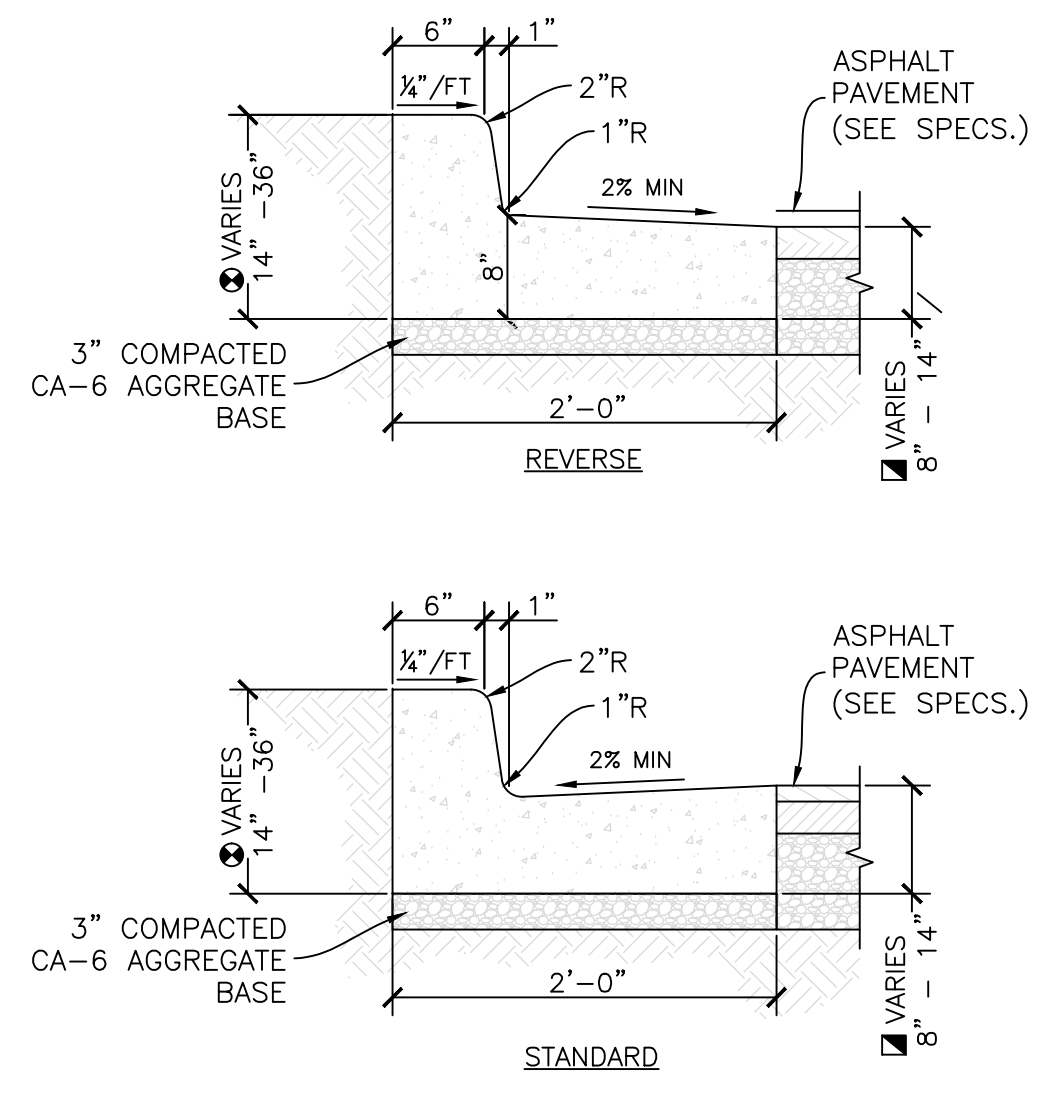 6” 1”
¼”/FT
2”R
1”R
ASPHALT
PAVEMENT
(SEE SPECS.)
2% MIN
VARIES
14” -36”
8”
3” COMPACTED
CA-6 AGGREGATE
BASE
2’-0”
VARIES
8” - 14”
REVERSE
6” 1”
¼”/FT
2”R
1”R
ASPHALT
PAVEMENT
(SEE SPECS.)
2% MIN
VARIES
14” -36”
3” COMPACTED
CA-6 AGGREGATE
BASE
2’-0”
VARIES
8” - 14”
STANDARD